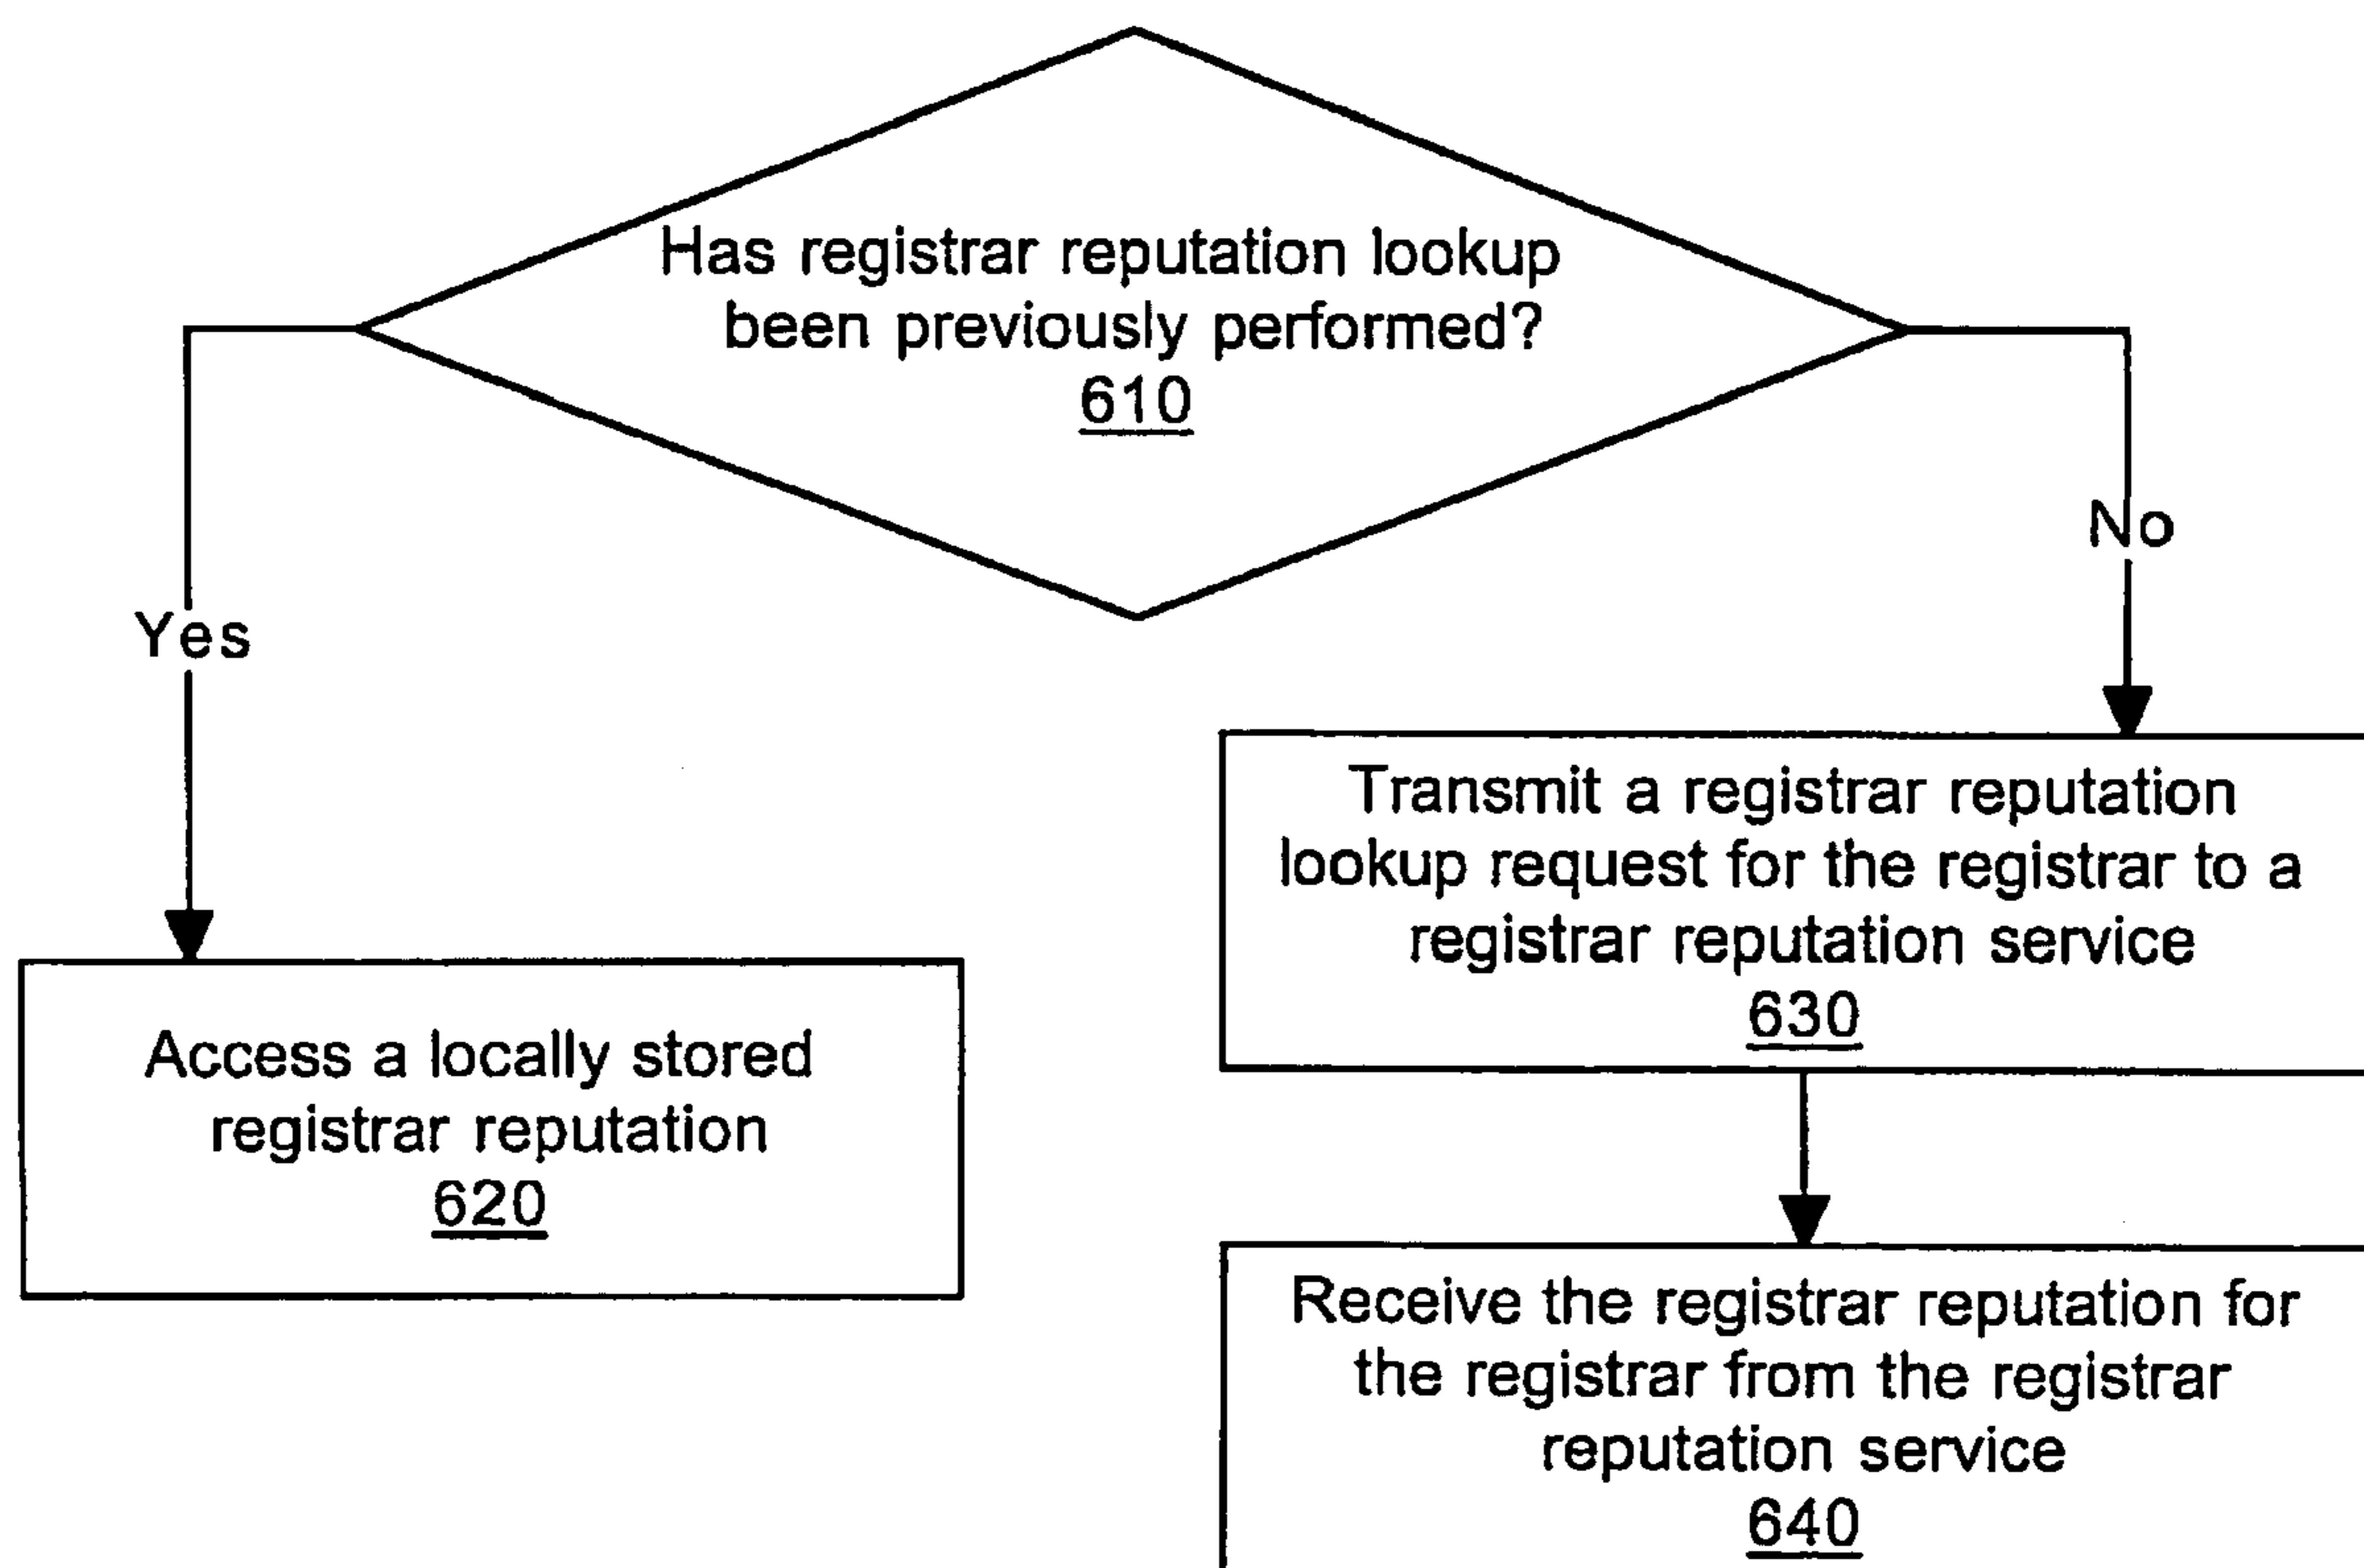 Has registrar reputation lookup
been previously performed?
610
Yes
No
Transmit a registrar reputation
lookup request for the registrar to a
registrar reputation service
630
Access a locally stored
registrar reputation
620
Receive the registrar reputation for
the registrar from the registrar
reputation service
640